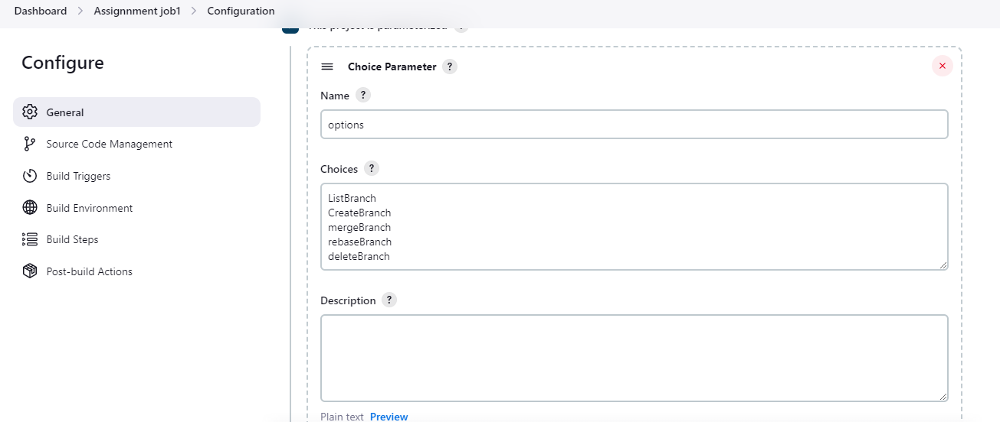 Dashboard > Assignnment job1 > Configuration
This project is parameterized ?
Configure
General
Source Code Management
Build Triggers
Build Environment
Build Steps
Post-build Actions
Choice Parameter ?
Name ?
options
Choices ?
ListBranch
CreateBranch
mergeBranch
rebaseBranch
deleteBranch
Description ?
Plain text Preview